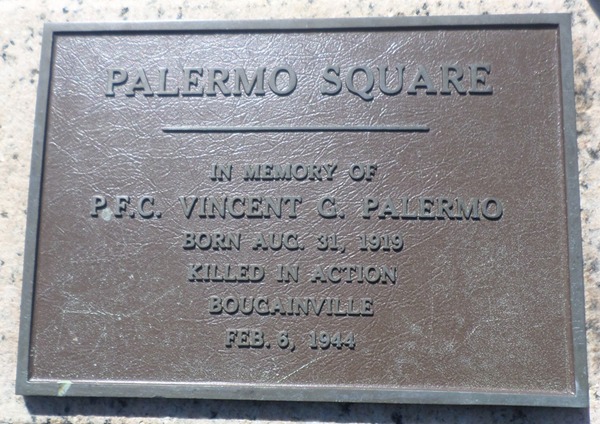 PALERMO SQUARE
IN MEMORY OF
P.F.C. VINCENT G. PALERMO
BORN AUG. 31, 1919
KILLED IN ACTION
BOUGAINVILLE
FEB. 6, 1944